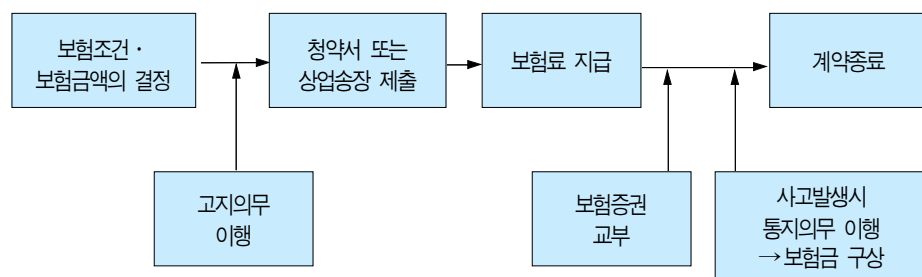 보험조건 ·
보험금액의 결정
청약서 또는
상업송장 제출
보험료 지급
계약종료
고지의무
이행
보험증권
교부
사고발생시
통지의무 이행
→ 보험금 구상